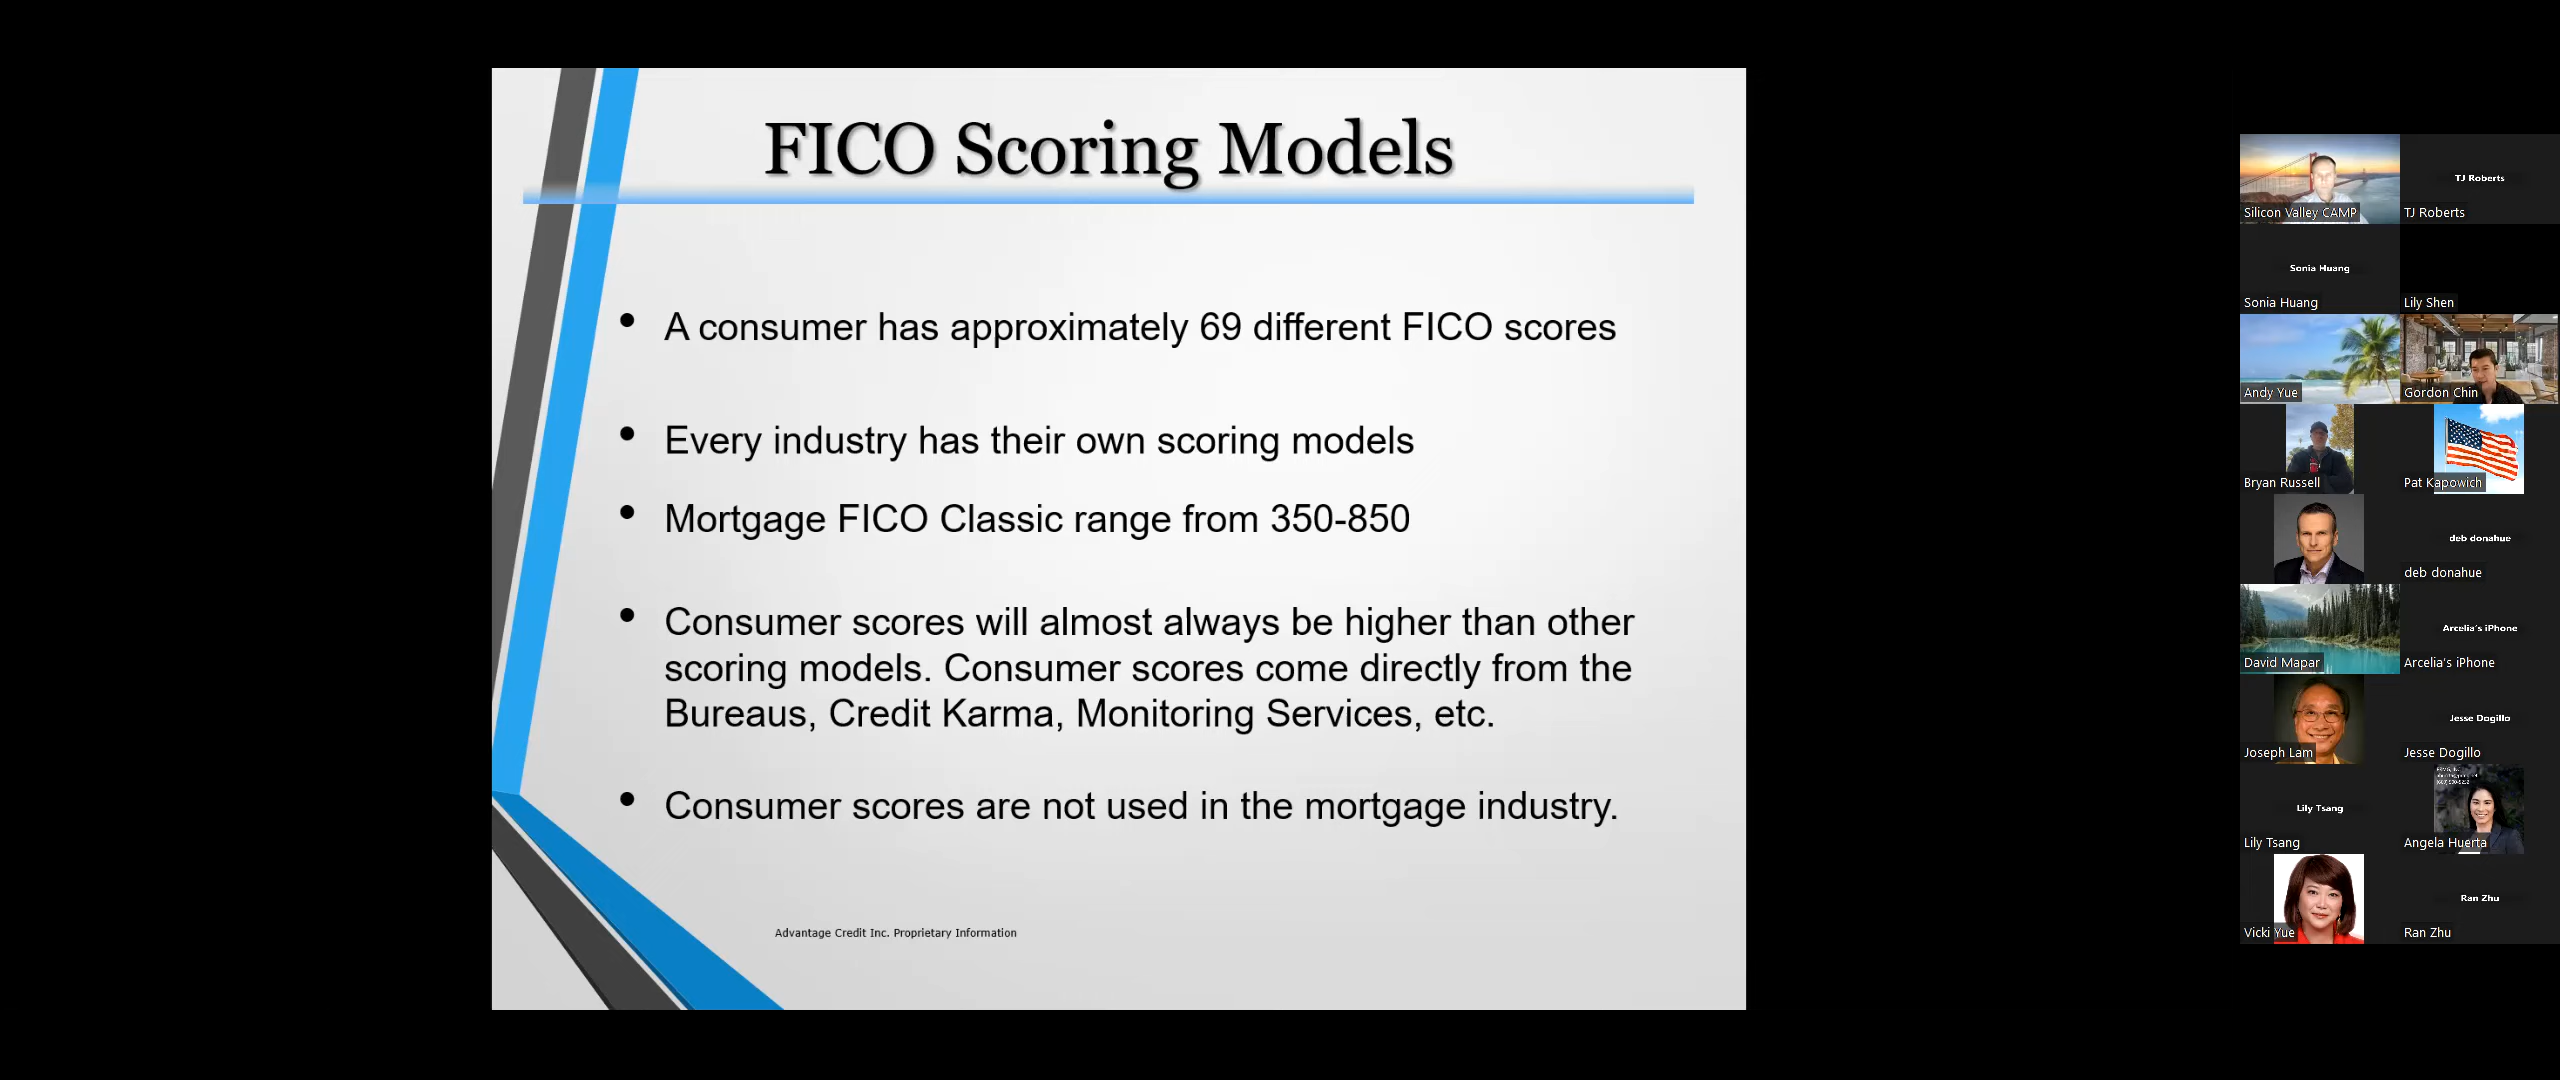 FICO Scoring Models
• A consumer has approximately 69 different FICO scores
• Every industry has their own scoring models
• Mortgage FICO Classic range from 350-850
• Consumer scores will almost always be higher than other
scoring models. Consumer scores come directly from the
Bureaus, Credit Karma, Monitoring Services, etc.
• Consumer scores are not used in the mortgage industry.
Advantage Credit Inc. Proprietary Information
Silicon Valley CAMP
TJ Roberts
TJ Roberts
Sonia Huang
Sonia Huang
Lily Shen
Andy Yue
Gordon Chin
Bryan Russell
Pat Kapowich
deb donahue
deb donahue
David Mapar
Arcelia's iPhone
Arcelia's iPhone
Joseph Lam
Jesse Dogillo
Jesse Dogillo
Lily Tsang
Lily Tsang
Angela Huerta
Vicki Yue
Ran Zhu
Ran Zhu